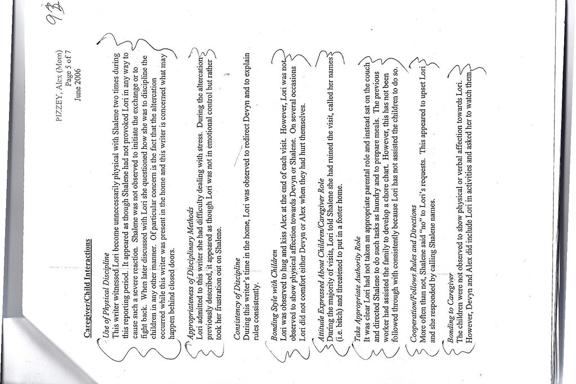 93
PIZZEY, Alex (Moon)
Page 5 of 7
June 2006
Caregiver/Child Interactions
Use of Physical Discipline
This writer witnessed Lori become unnecessarily physical with Shalene two times during
this reporting period. It appeared as though Shalene had not provoked Lori in any way to
cause such a severe reaction. Shalene was not observed to initiate the exchange or to
fight back. When later discussed with Lori she questioned how she was to discipline the
children in any other manner. Of particular concern is the fact that the altercation
occurred while this writer was present in the home and this writer is concerned what may
happen behind closed doors.
Appropriateness of Disciplinary Methods
Lori admitted to this writer she had difficulty dealing with stress. During the altercation,
previously described, it appeared as though Lori was not in emotional control but rather
took her frustration out on Shalene.
Consistency of Discipline
During this writer's time in the home, Lori was observed to redirect Devyn and to explain
rules consistently.
Bonding Style with Children
Lori was observed to hug and kiss Alex at the end of each visit. However, Lori was not
observed to show physical affection towards Devyn or Shalene. On several occasions
Lori did not comfort either Devyn or Alex when they had hurt themselves.
Attitude Expressed About Children/Caregiver Role
During the majority of visits, Lori told Shalene she had ruined the visit, called her names
(i.e. bitch) and threatened to put in a foster home.
Take Appropriate Authority Role
It was clear Lori had not taken an appropriate parental role and instead sat on the couch
and directed Shalene to do such tasks as laundry and to prepare meals. The previous
worker had assisted the family to develop a chore chart. However, this has not been
followed through with consistently because Lori has not assisted the children to do so.
Cooperation/Follows Rules and Directions
More often than not, Shalene said "no" to Lori's requests. This appeared to upset Lori
and she responded by calling Shalene names.
Bonding to Caregiver
The children were not observed to show physical or verbal affection towards Lori.
However, Devyn and Alex did include Lori in activities and asked her to watch them